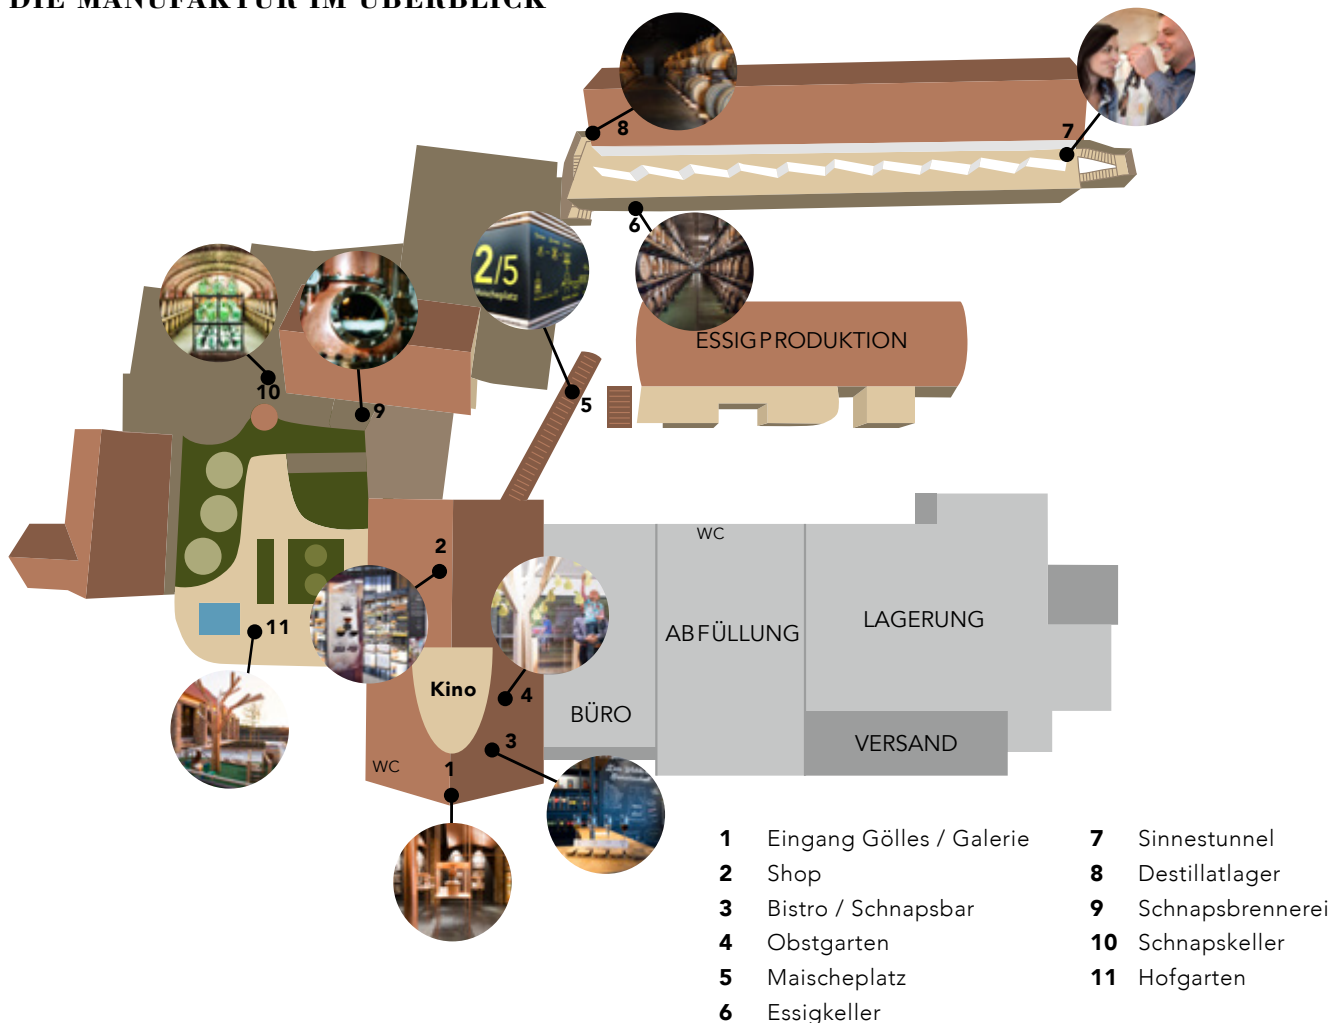 DIE MANUFAKTUR IM ÜBERBLICK
8
7
6
2/5
Maischeplatz
ESSIGPRODUKTION
10
9
5
2
WC
11
ABFÜLLUNG
LAGERUNG
Kino
4
BÜRO
3
VERSAND
WC
1
1 Eingang Gölles / Galerie
2 Shop
3 Bistro / Schnapsbar
4 Obstgarten
5 Maischeplatz
6 Essigkeller
7 Sinnestunnel
8 Destillatlager
9 Schnapsbrennerei
10 Schnapskeller
11 Hofgarten